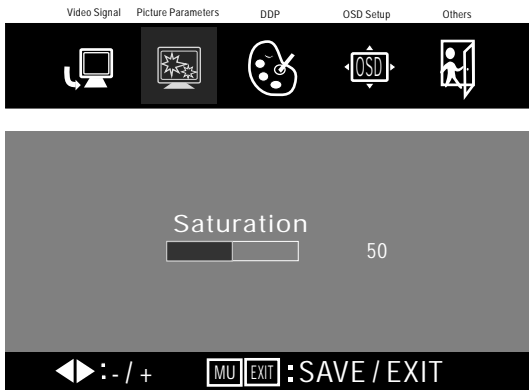 Video Signal Picture Parameters DDP OSD Setup Others
OSD
Saturation
50
: - / + MU EXIT : SAVE / EXIT